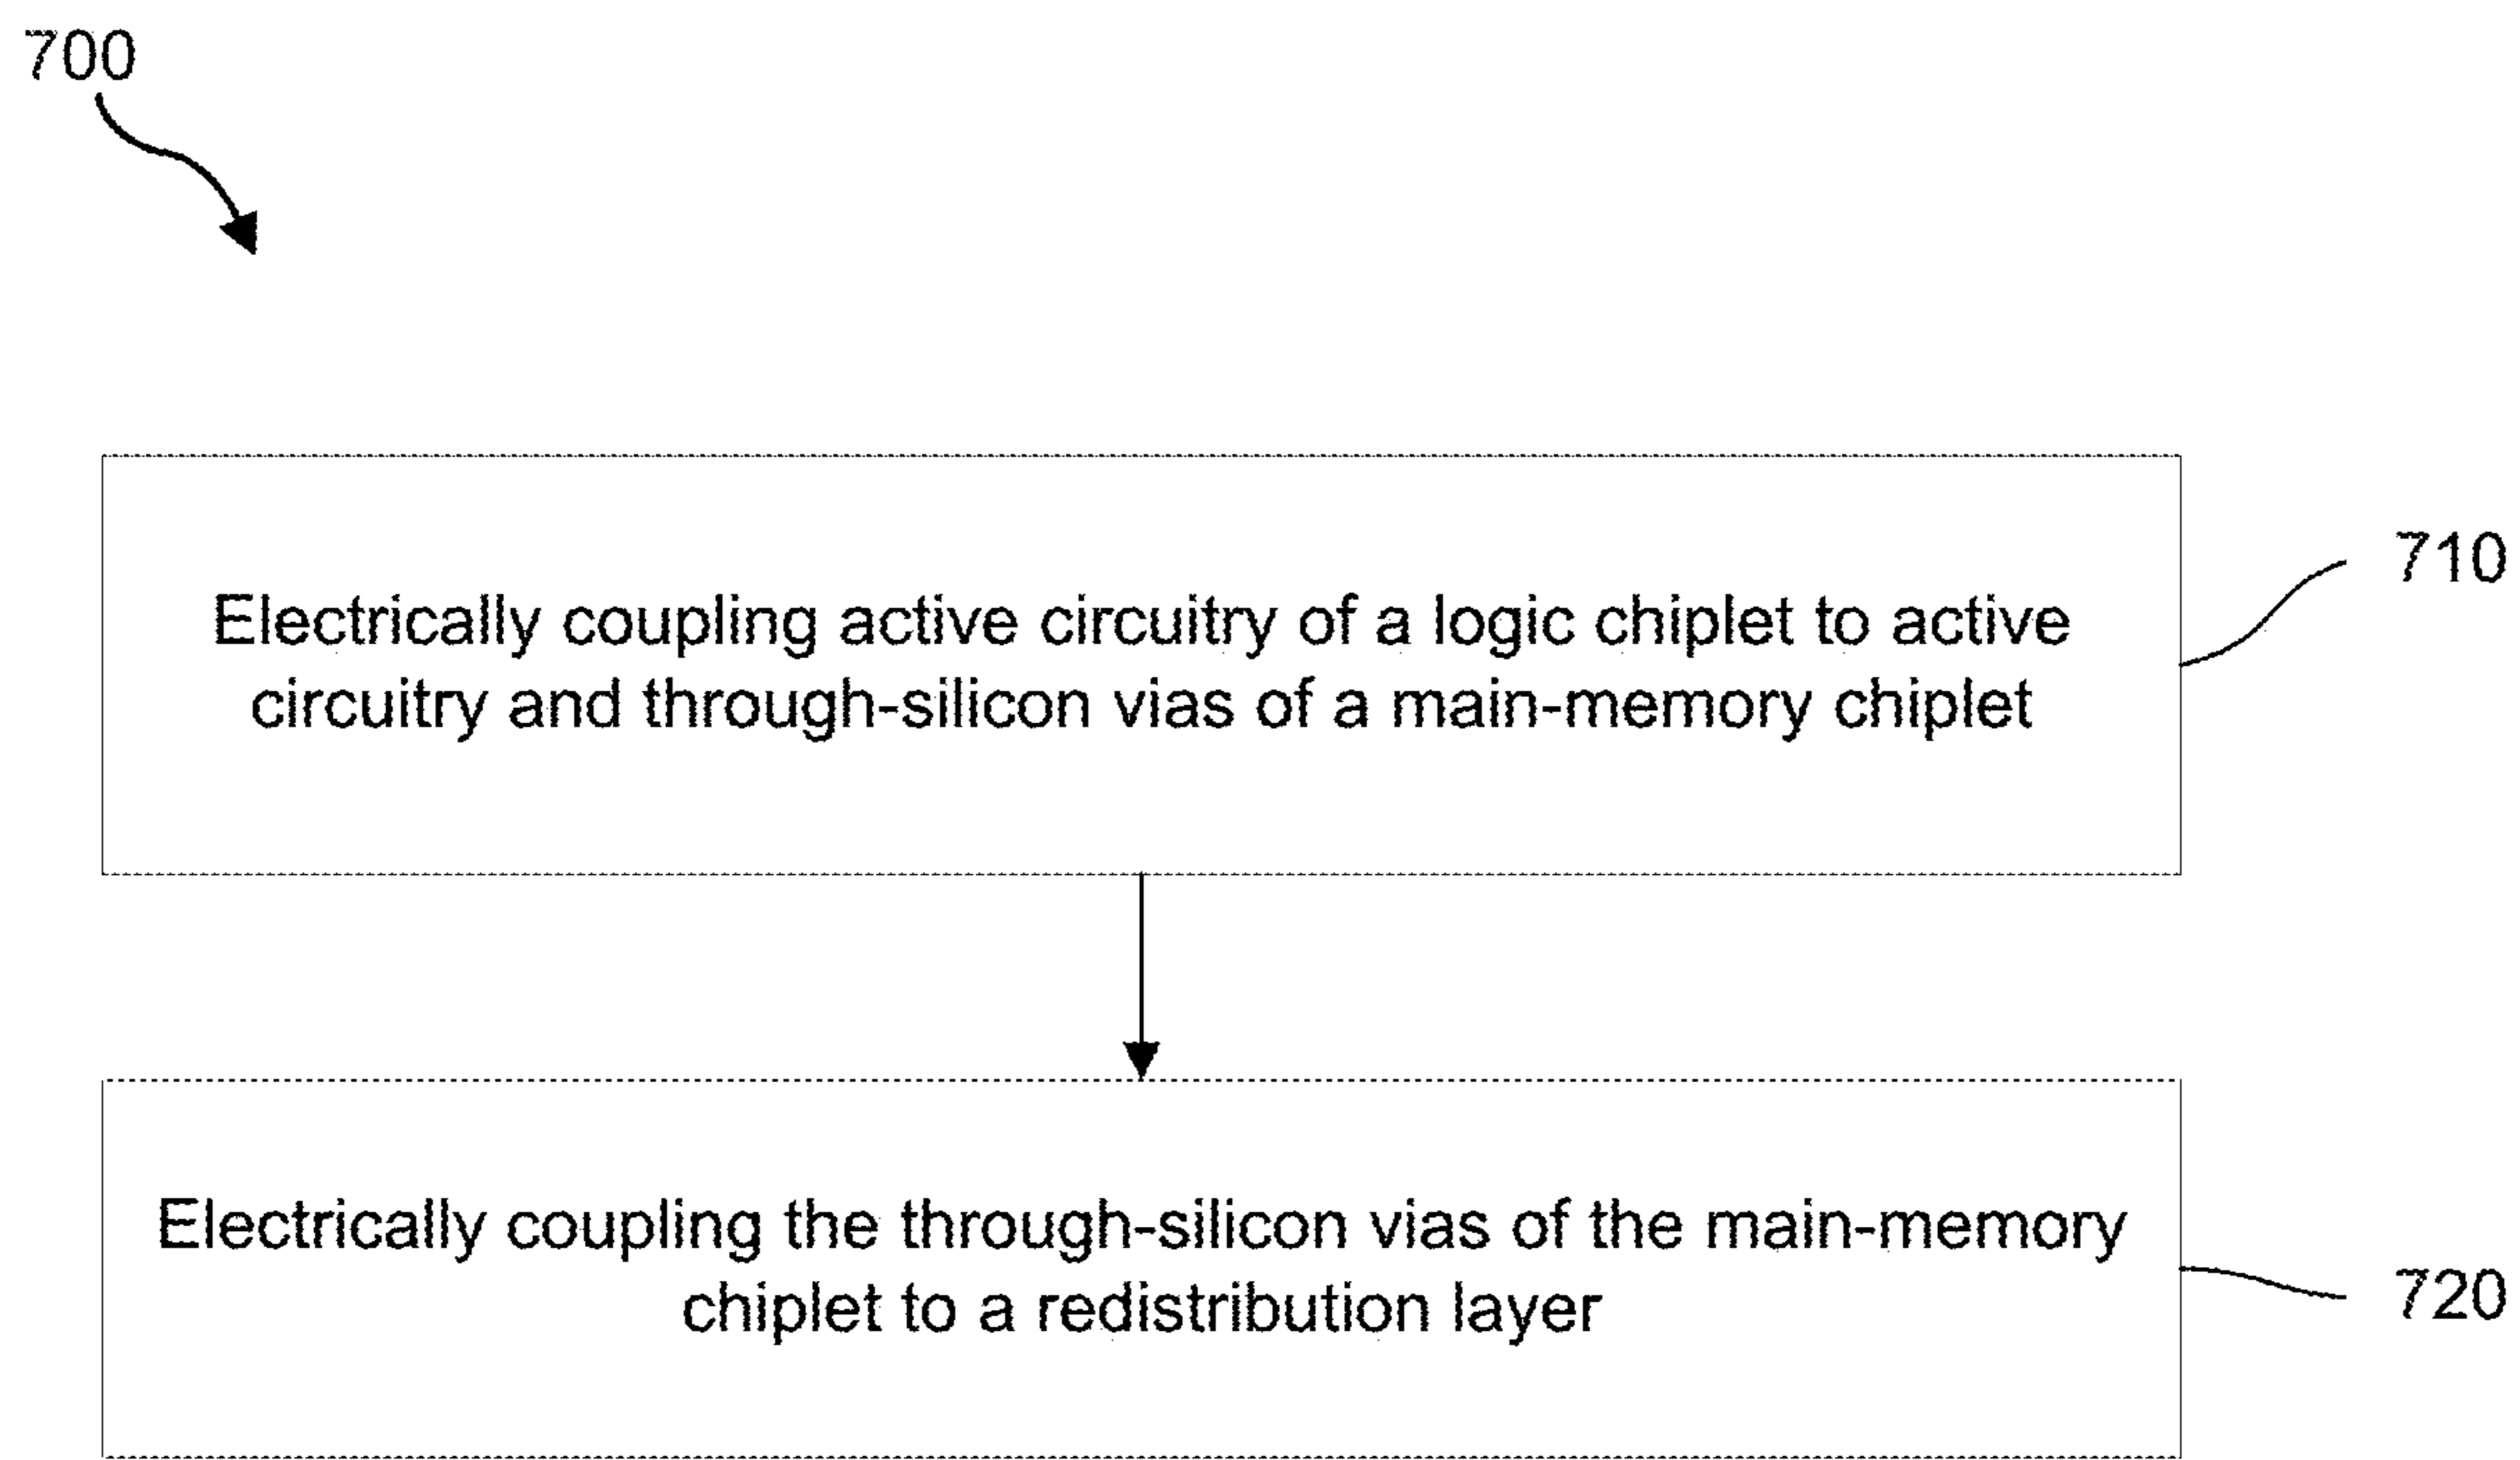 700
Electrically coupling active circuitry of a logic chiplet to active
circuitry and through-silicon vias of a main-memory chiplet
710
Electrically coupling the through-silicon vias of the main-memory
chiplet to a redistribution layer
720